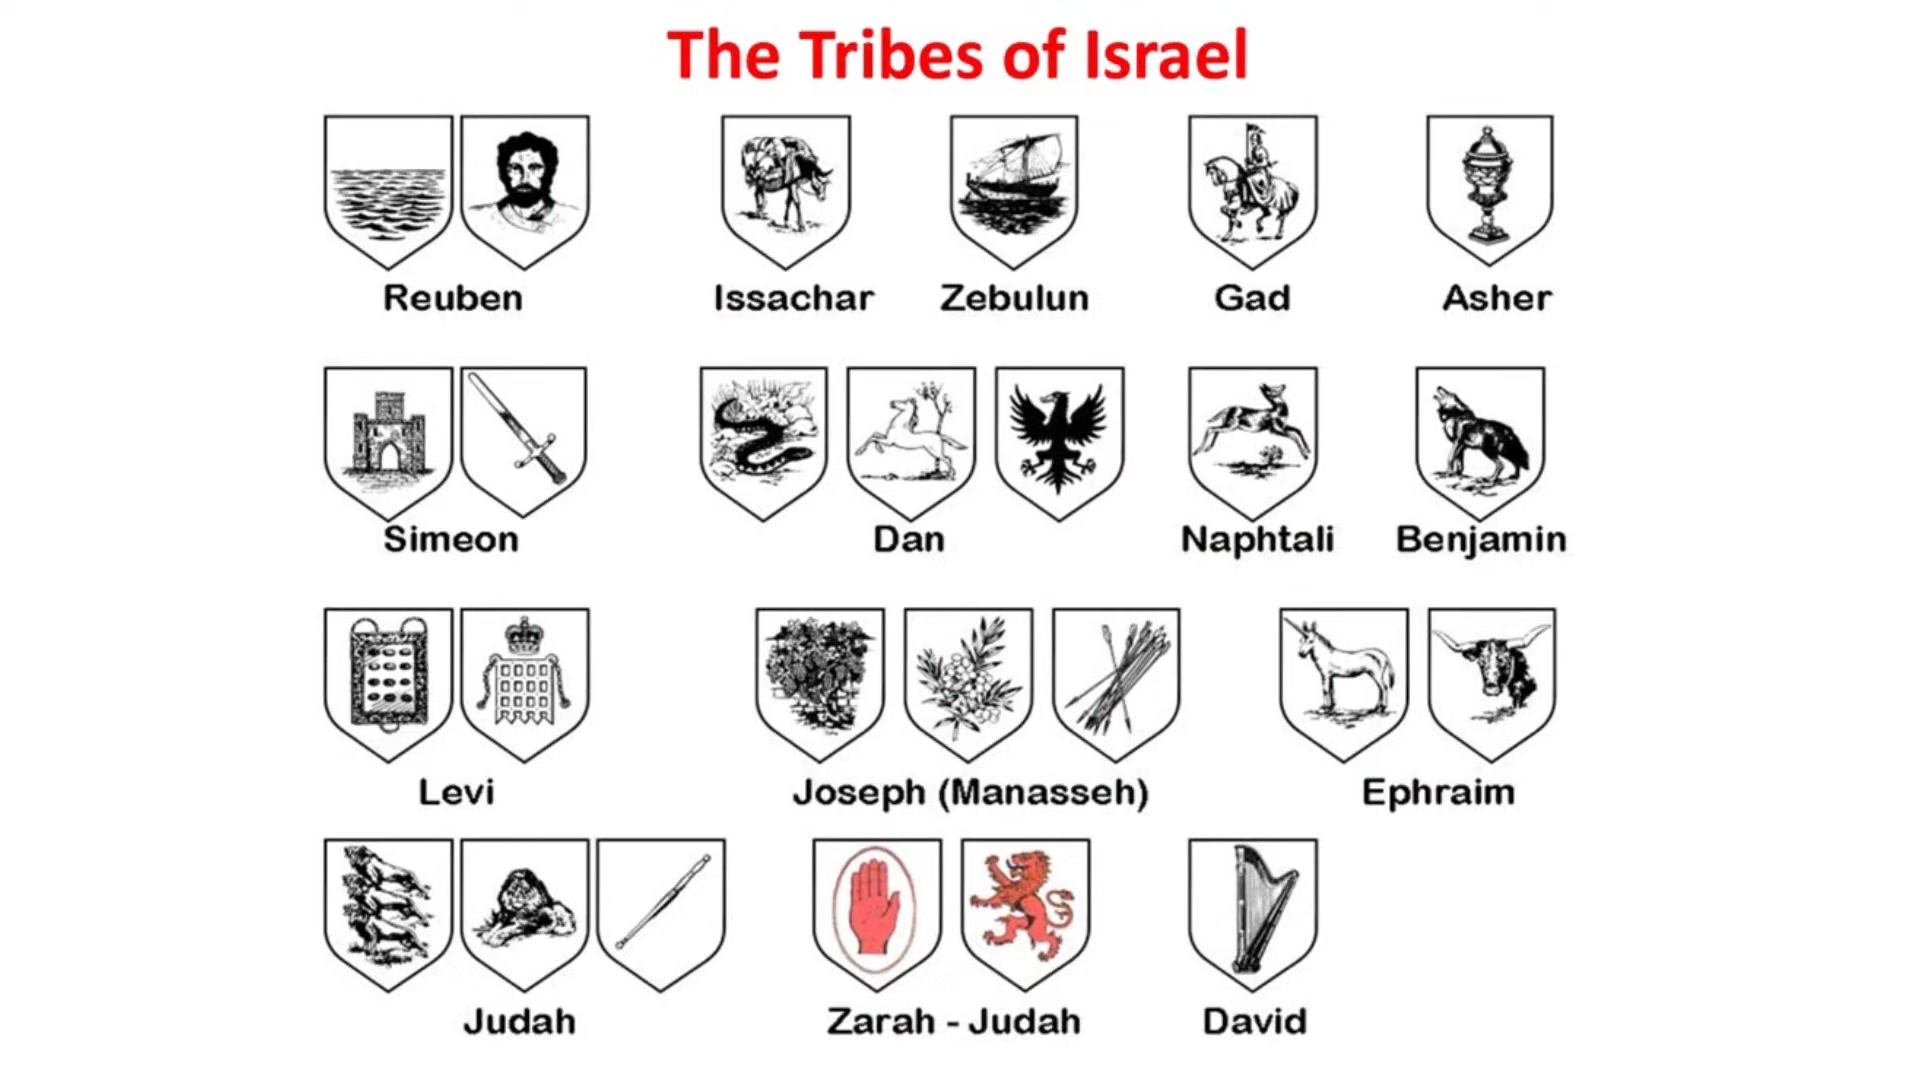 The Tribes of Israel
Reuben
Issachar
Zebulun
Gad
Asher
Simeon
Dan
Naphtali
Benjamin
Levi
Joseph (Manasseh)
Ephraim
Judah
Zarah - Judah
David